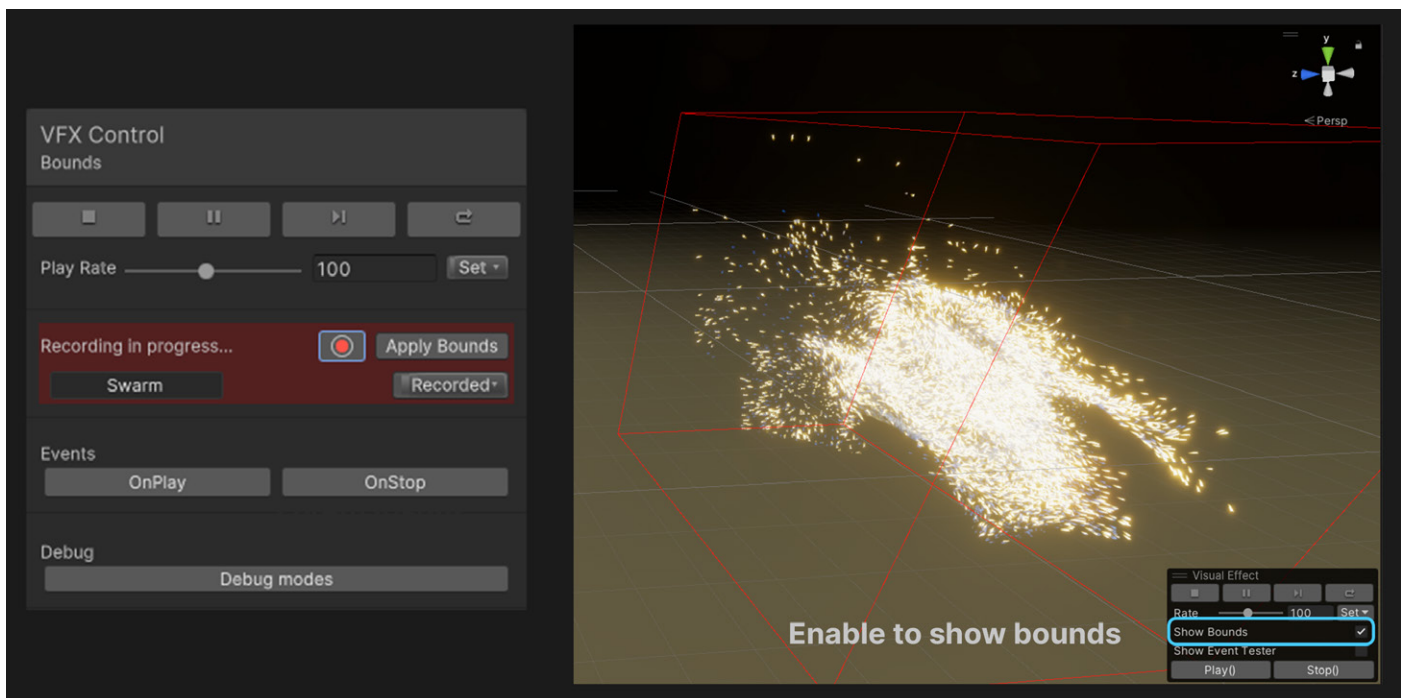 VFX Control
Bounds
Play Rate 100 Set
Recording in progress... Apply Bounds
Swarm Recorded
Events
OnPlay OnStop
Debug
Debug modes
y
z
Persp
Enable to show bounds
Visual Effect
Rate 100 Set
Show Bounds
Show Event Tester
Play() Stop()